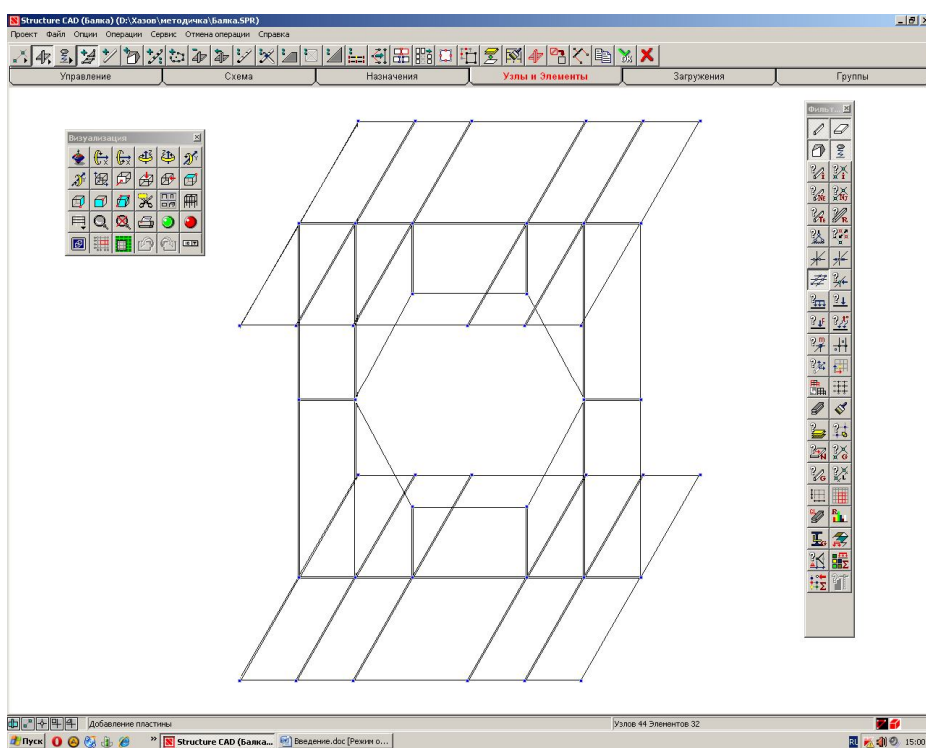 Structure CAD (Балка) (D:\Хазов\методичка\Балка.SPR)
Проект Файл Опции Операции Сервис Отмена операции Справка
Управление Схема Назначения Узлы и Элементы Загружения Группы
Визуализация
Фильт...
Добавление пластины
Узлов 44 Элементов 32
Пуск
Structure CAD (Балка...
Введение.doc [Режим о...
RL
15:00